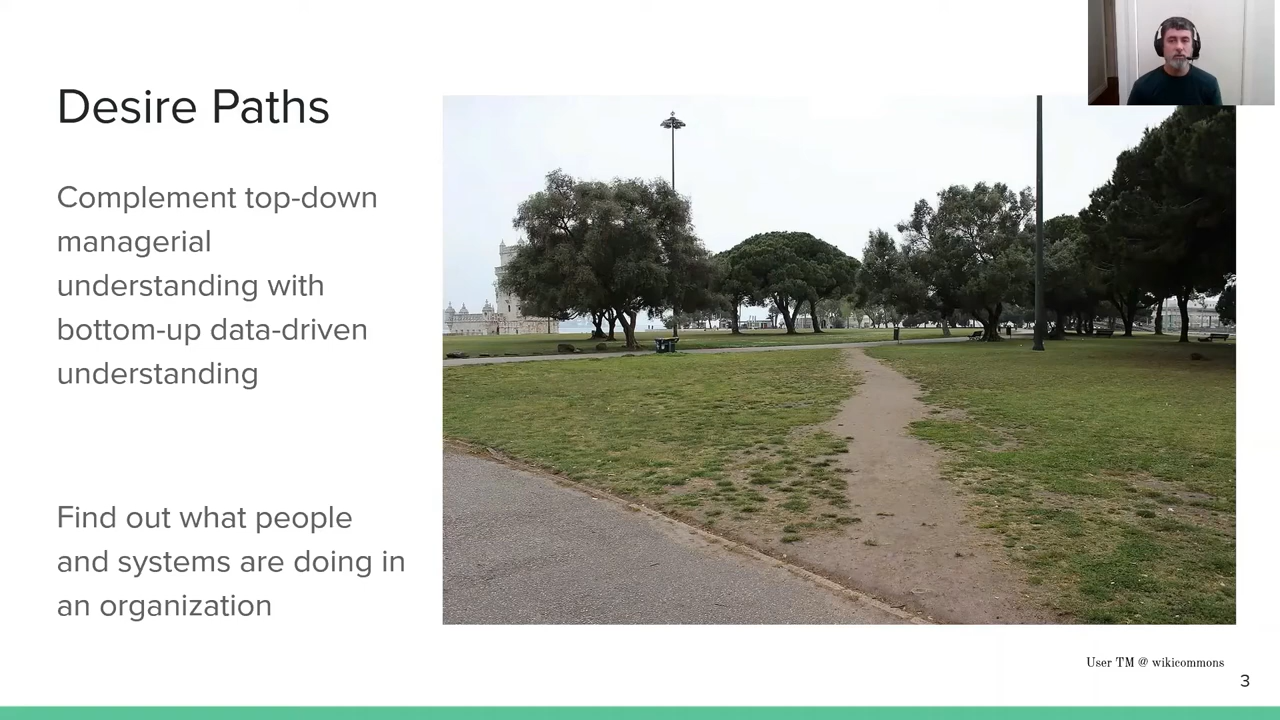 Desire Paths
Complement top-down
managerial
understanding with
bottom-up data-driven
understanding
Find out what people
and systems are doing in
an organization
User TM @ wikicommons
3